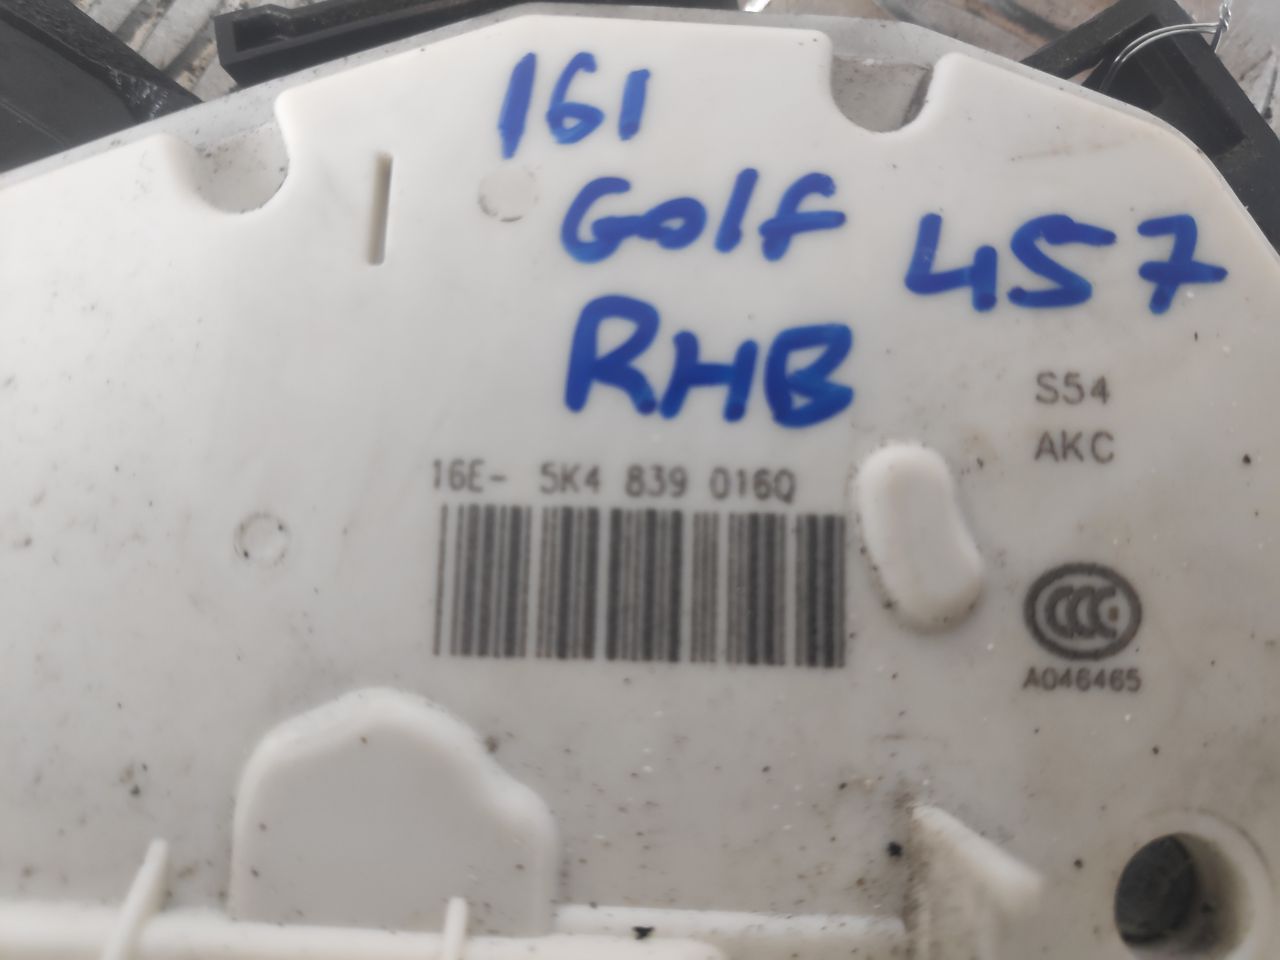 161
Golf 457
RHB
S54
AKC
16E- 5K4 839 016Q
CCC
A046465